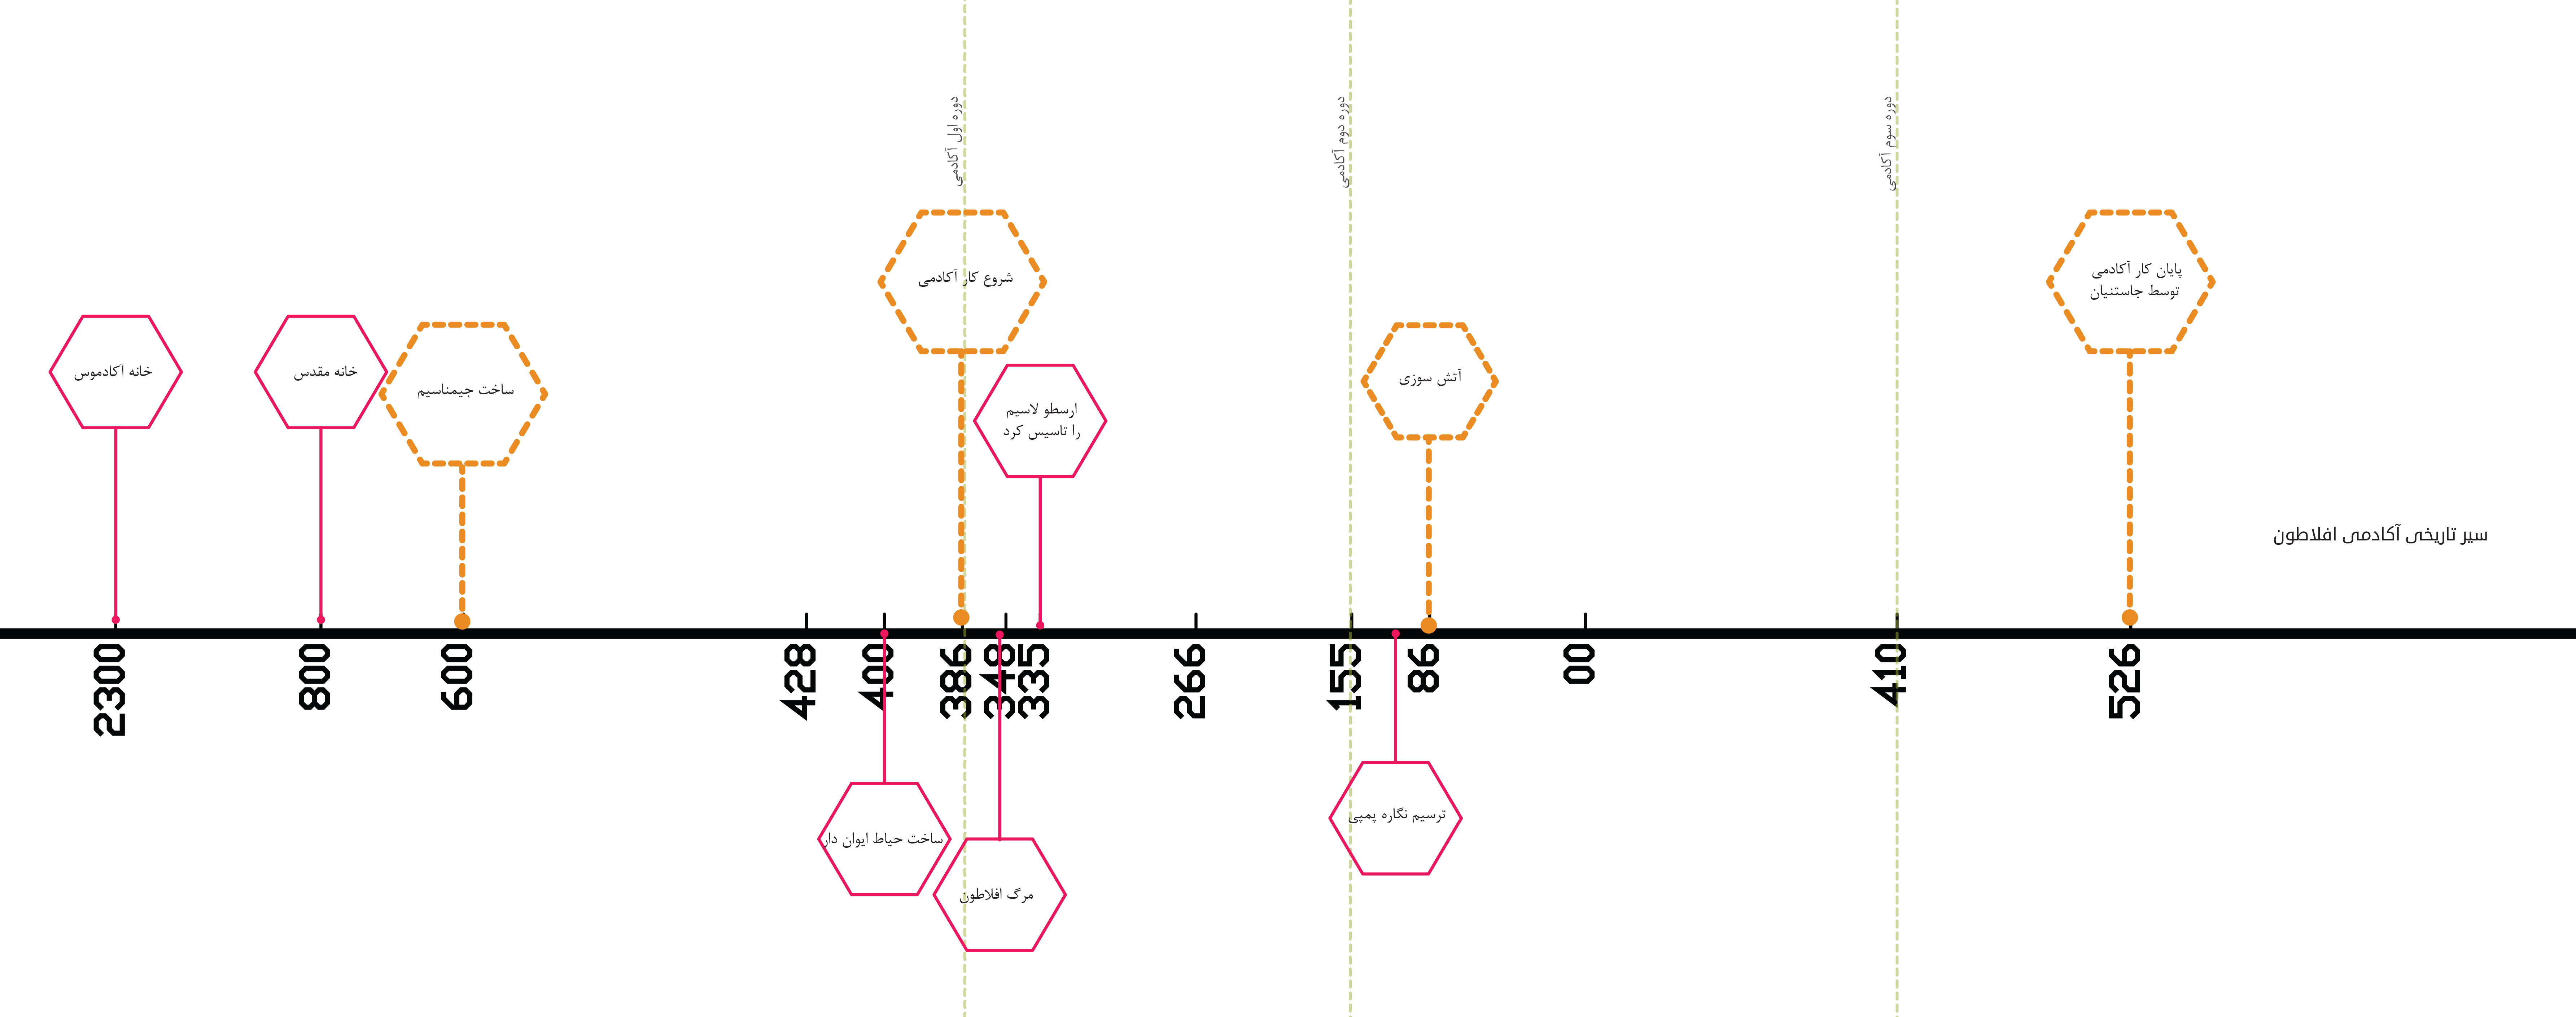 دوره اول آکادمی
دوره دوم آکادمی
دوره سوم آکادمی
شروع کار آکادمی
پایان کار آکادمی
توسط جاستنیان
خانه آکادموس
خانه مقدس
ساخت جیمناسیم
ارسطو لاسیم
را تاسیس کرد
آتش سوزی
سیر تاریخی آکادمی افلاطون
2300
800
600
428
400
386
348
335
266
155
86
00
410
526
ساخت حیاط ایوان دار
مرگ افلاطون
ترسیم نگاره پمپی